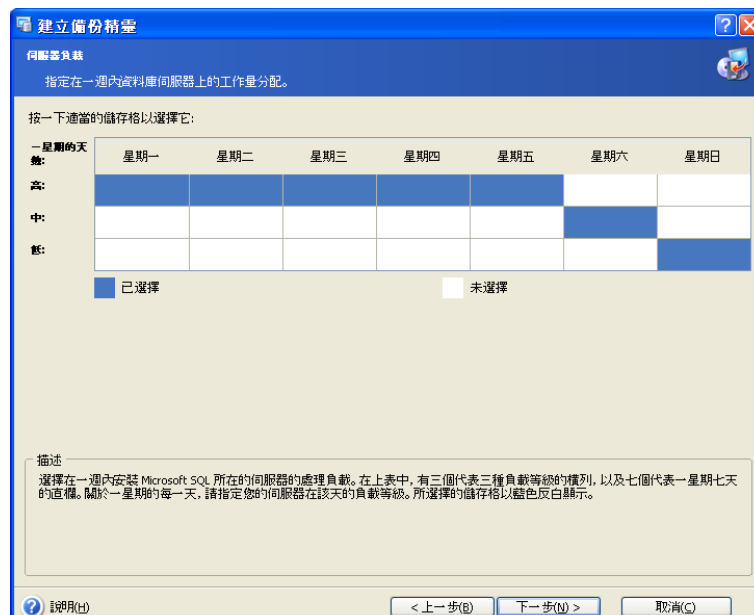 建立備份精靈
伺服器負載
指定在一週內資料庫伺服器上的工作量分配。
按一下適當的儲存格以選擇它:
一星期的天
數:
星期一 星期二 星期三 星期四 星期五 星期六 星期日
高:
中:
低:
已選擇 未選擇
描述
選擇在一週內安裝 Microsoft SQL 所在的伺服器的處理負載。在上表中, 有三個代表三種負載等級的橫列, 以及七個代表一星期七天
的直欄。關於一星期的每一天, 請指定您的伺服器在該天的負載等級。所選擇的儲存格以藍色反白顯示。
說明(H) < 上一步(B) 下一步(N) > 取消(C)